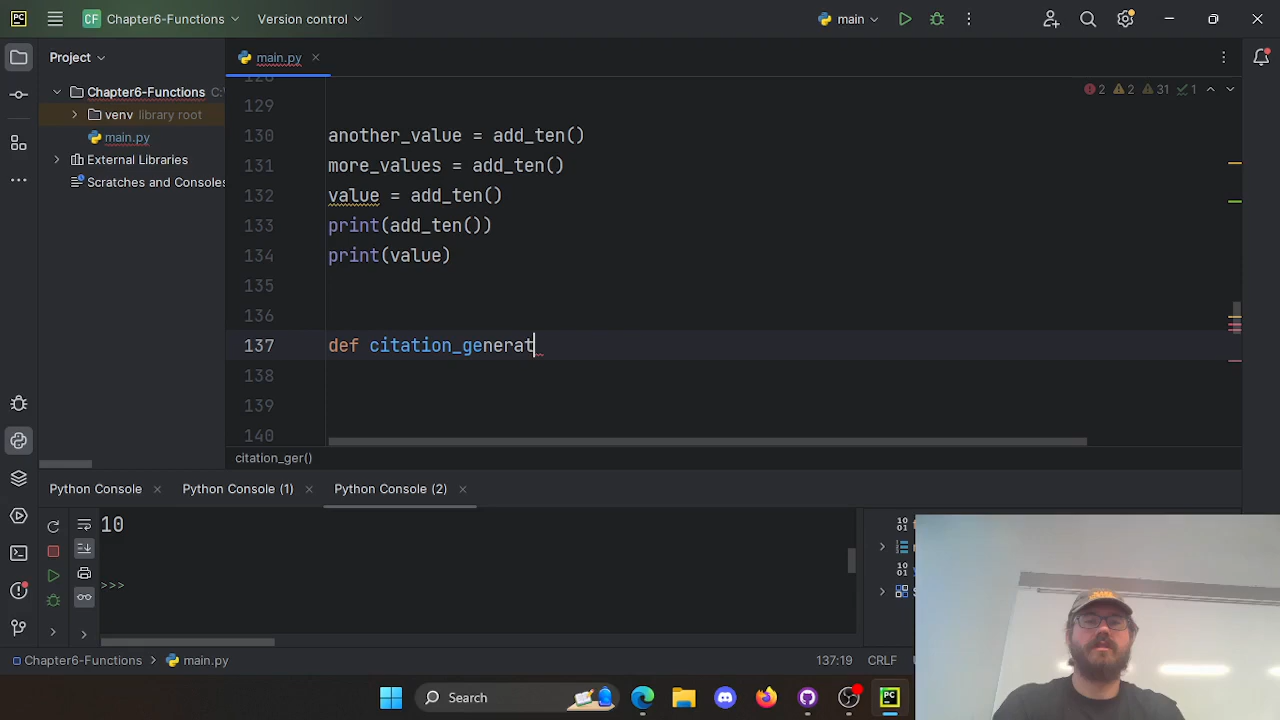 PC
CF Chapter6-Functions
Version control
main
Project
main.py
Chapter6-Functions C:\
venv library root
main.py
External Libraries
Scratches and Consoles
2 2 31 1
129
130 another_value = add_ten()
131 more_values = add_ten()
132 value = add_ten()
133 print(add_ten())
134 print(value)
135
136
137 def citation_generat
138
139
140
citation_ger()
Python Console
Python Console (1)
Python Console (2)
10
>>>
Chapter6-Functions
main.py
137:19
CRLF
Search
PC